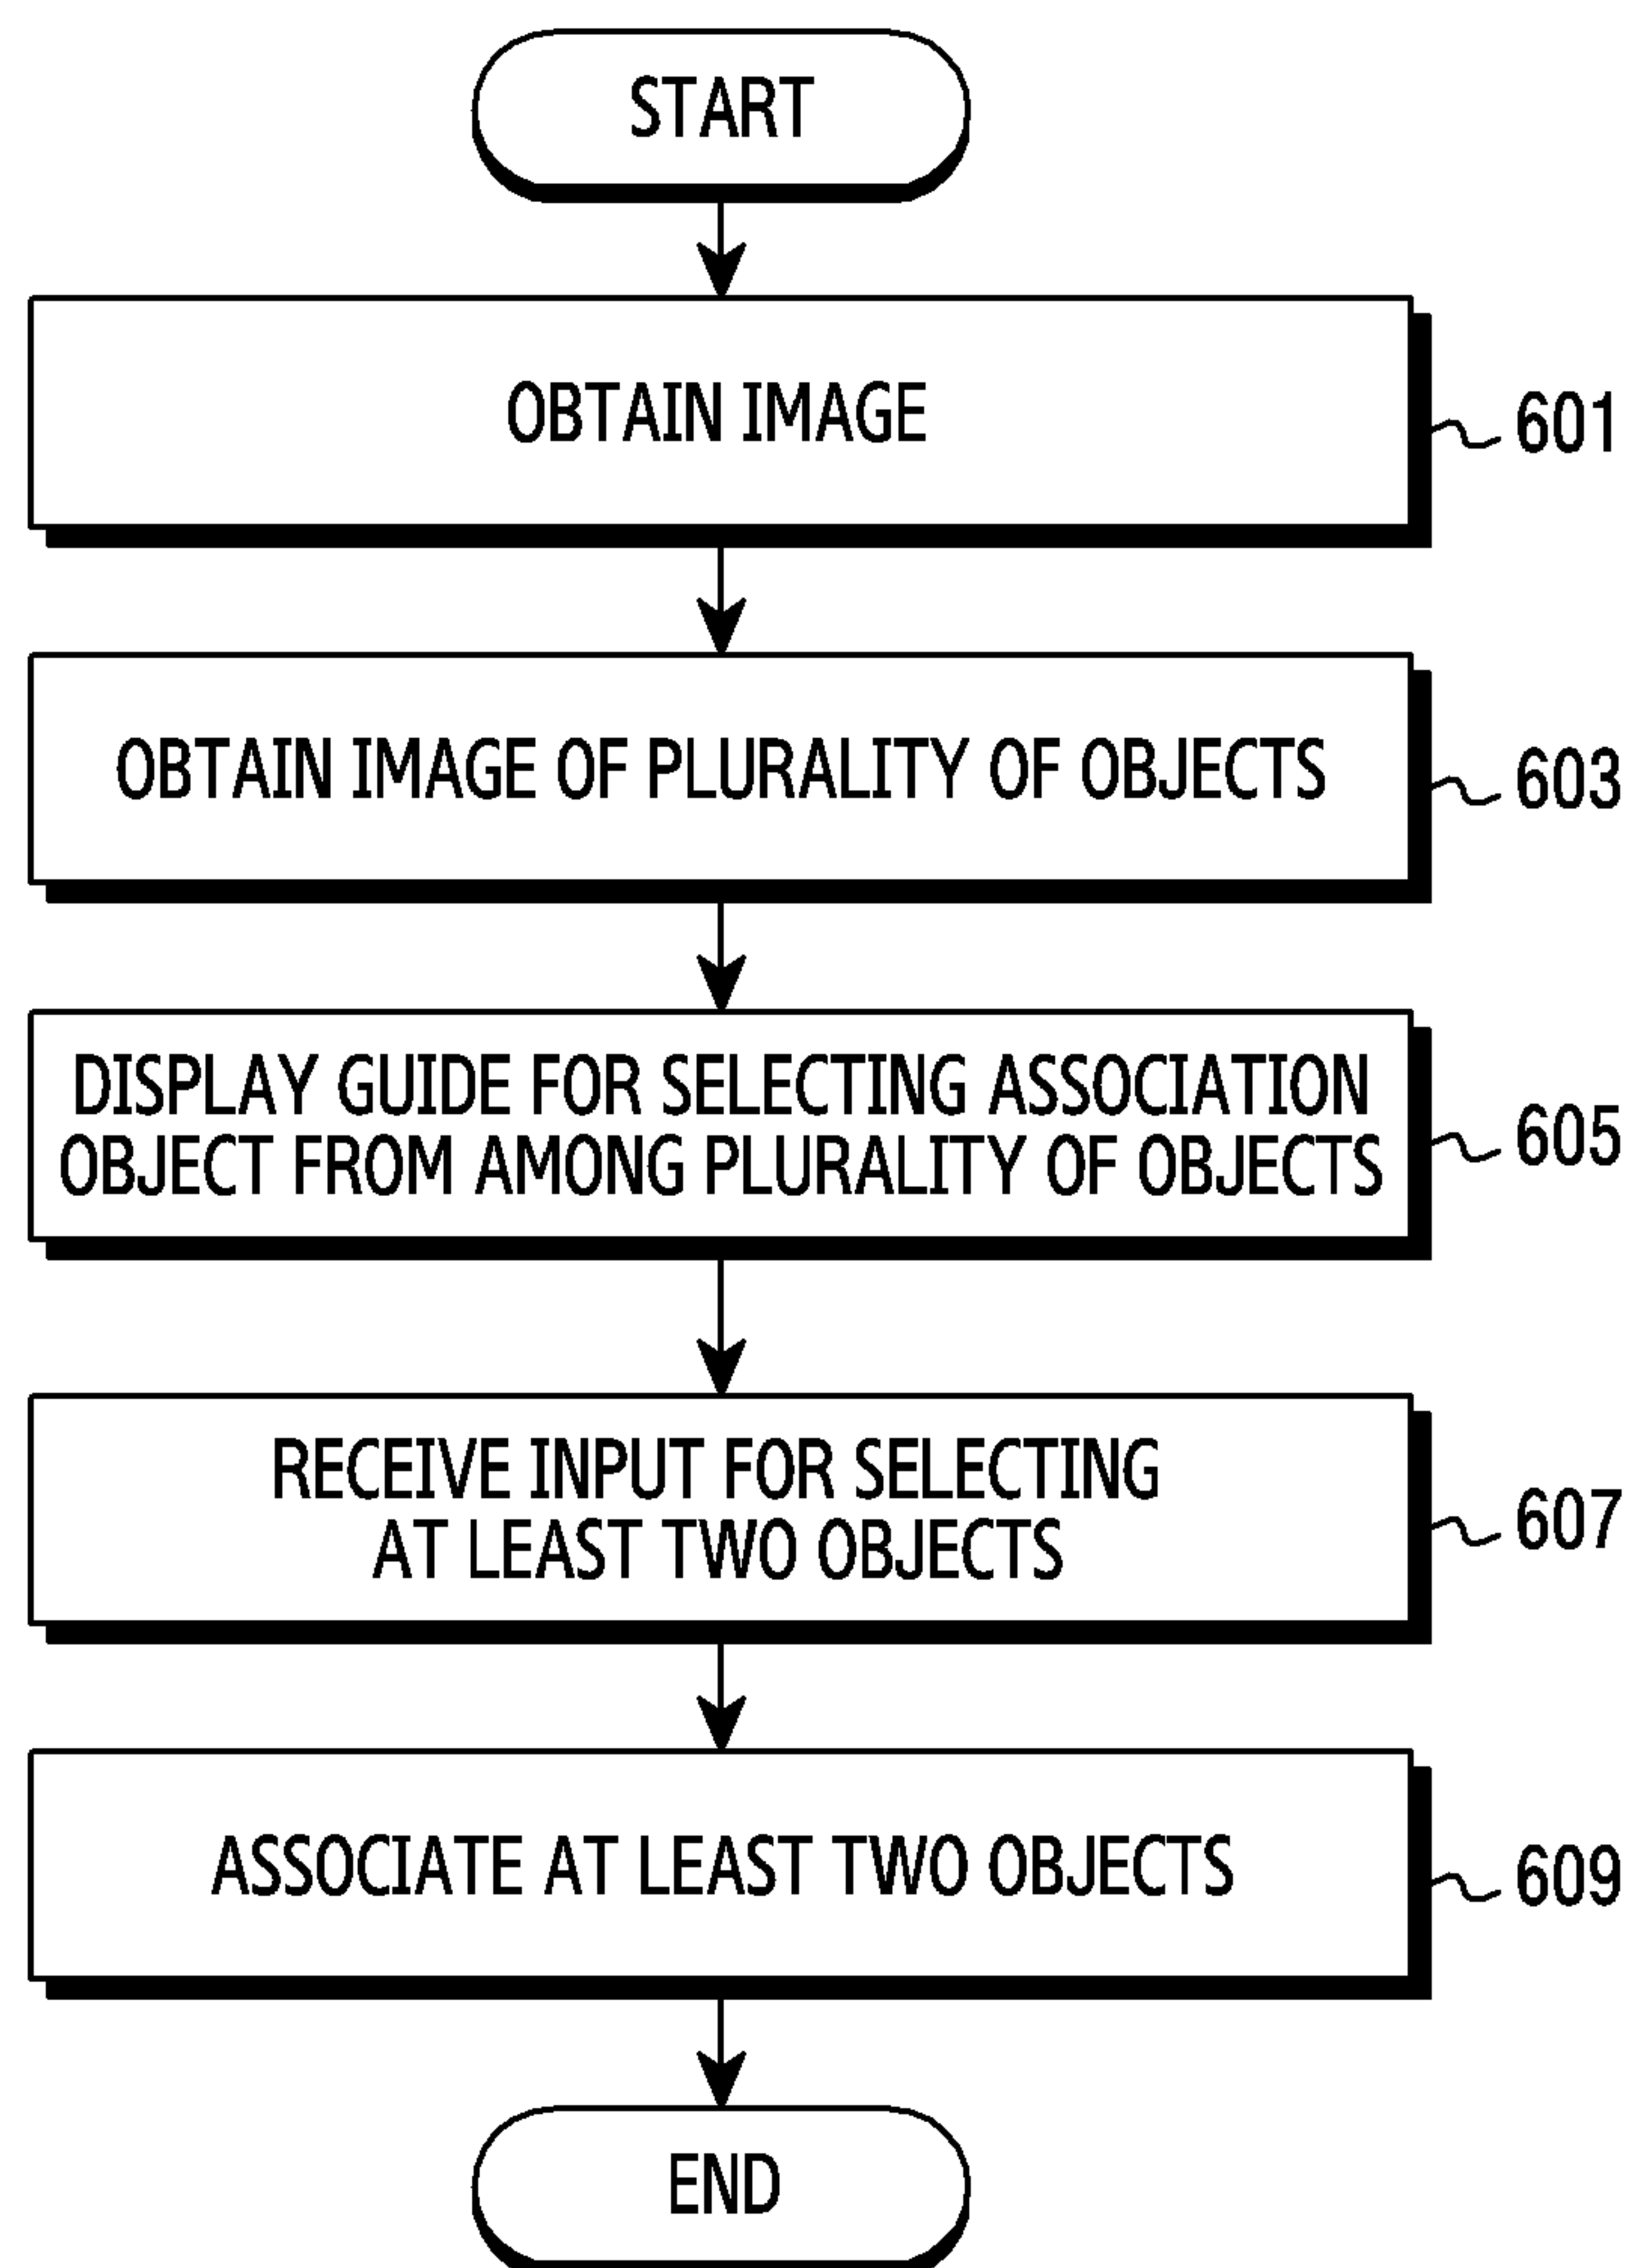 START
OBTAIN IMAGE
601
OBTAIN IMAGE OF PLURALITY OF OBJECTS
603
DISPLAY GUIDE FOR SELECTING ASSOCIATION
OBJECT FROM AMONG PLURALITY OF OBJECTS
605
RECEIVE INPUT FOR SELECTING
AT LEAST TWO OBJECTS
607
ASSOCIATE AT LEAST TWO OBJECTS
609
END